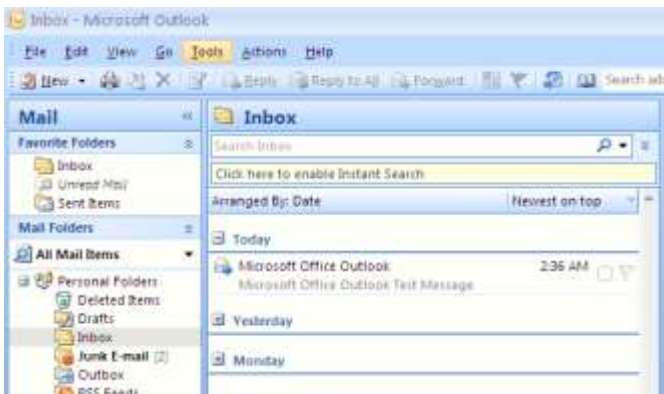 Inbox - Microsoft Outlook
File Edit View Go Tools Actions Help
New Reply Reply to All Forward Search ad
Mail «
Inbox
Favorite Folders
Search Inbox
Inbox
Click here to enable Instant Search
Unread Mail
Sent Items
Arranged By: Date Newest on top
Mail Folders
Today
All Mail Items
Microsoft Office Outlook 2:36 AM
Personal Folders
Microsoft Office Outlook Test Message
Deleted Items
Drafts
Yesterday
Inbox
Junk E-mail [2]
Monday
Outbox
RSS Feeds